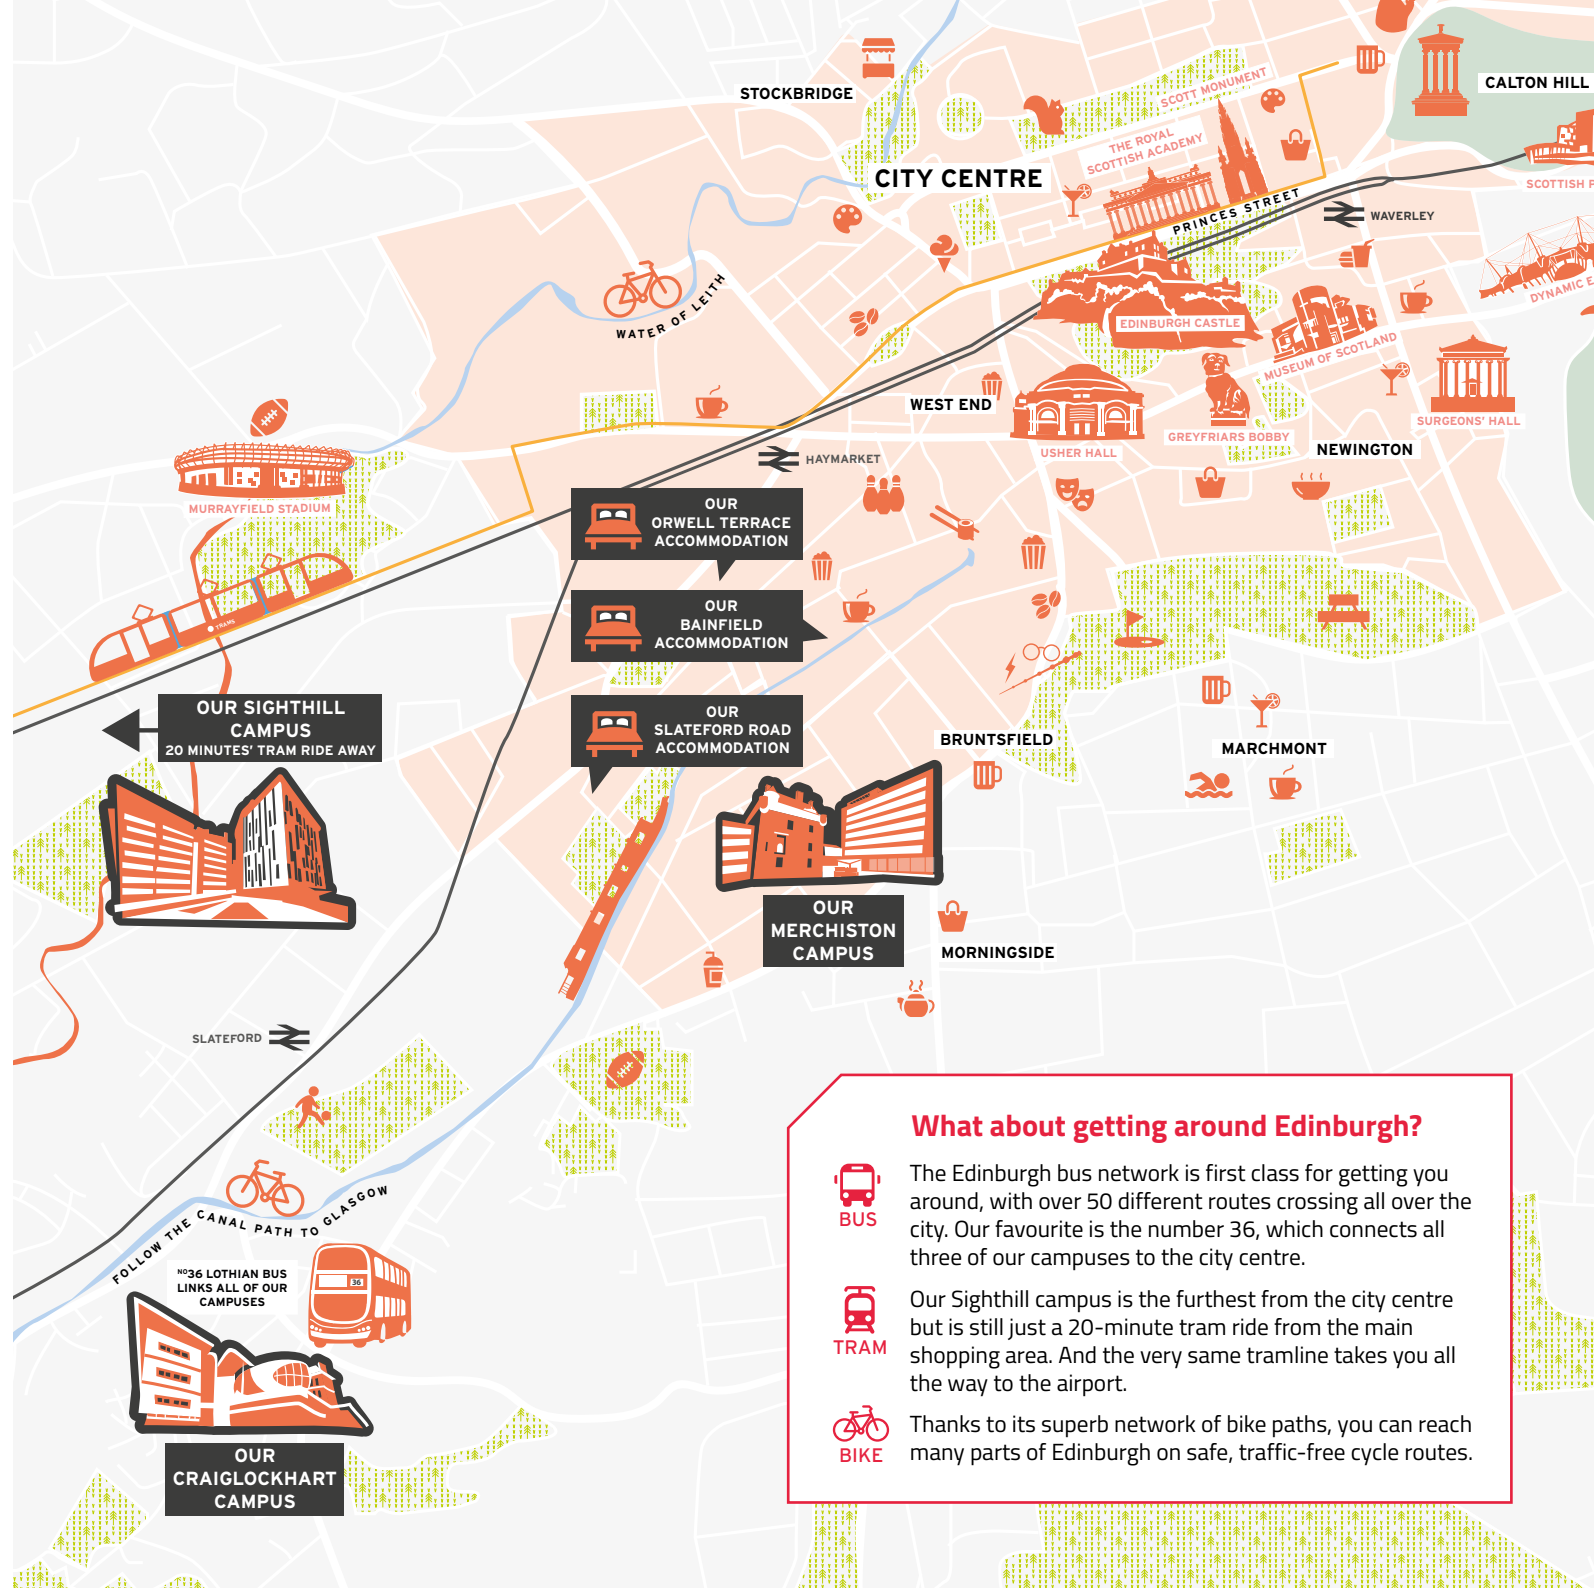 STOCKBRIDGE
CITY CENTRE
SCOTT MONUMENT
THE ROYAL
SCOTTISH ACADEMY
PRINCES STREET
CALTON HILL
SCOTTISH P
WAVERLEY
DYNAMIC E
WATER OF LEITH
EDINBURGH CASTLE
MUSEUM OF SCOTLAND
SURGEONS' HALL
WEST END
GREYFRIARS BOBBY
USHER HALL
NEWINGTON
HAYMARKET
MURRAYFIELD STADIUM
TRAMS
OUR
ORWELL TERRACE
ACCOMMODATION
OUR
BAINFIELD
ACCOMMODATION
OUR
SLATEFORD ROAD
ACCOMMODATION
OUR SIGHTHILL
CAMPUS
20 MINUTES' TRAM RIDE AWAY
BRUNTSFIELD
MARCHMONT
OUR
MERCHISTON
CAMPUS
MORNINGSIDE
SLATEFORD
FOLLOW THE CANAL PATH TO GLASGOW
NO36 LOTHIAN BUS
LINKS ALL OF OUR
CAMPUSES
36
OUR
CRAIGLOCKHART
CAMPUS
What about getting around Edinburgh?
BUS
The Edinburgh bus network is first class for getting you
around, with over 50 different routes crossing all over the
city. Our favourite is the number 36, which connects all
three of our campuses to the city centre.
TRAM
Our Sighthill campus is the furthest from the city centre
but is still just a 20-minute tram ride from the main
shopping area. And the very same tramline takes you all
the way to the airport.
BIKE
Thanks to its superb network of bike paths, you can reach
many parts of Edinburgh on safe, traffic-free cycle routes.